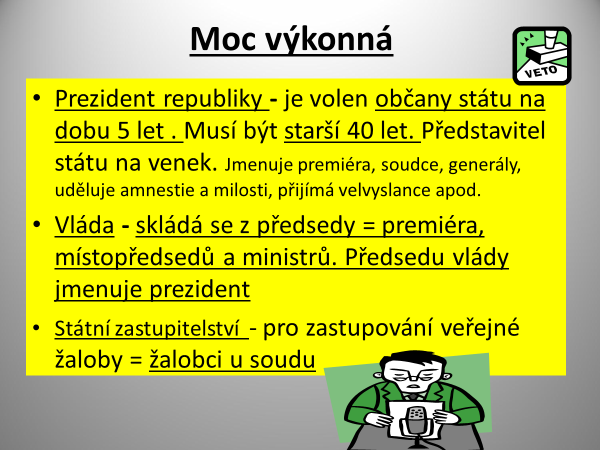 Moc výkonná
VETO
• Prezident republiky - je volen občany státu na
dobu 5 let . Musí být starší 40 let. Představitel
státu na venek. Jmenuje premiéra, soudce, generály,
uděluje amnestie a milosti, přijímá velvyslance apod.
• Vláda - skládá se z předsedy = premiéra,
místopředsedů a ministrů. Předsedu vlády
jmenuje prezident
• Státní zastupitelství - pro zastupování veřejné
žaloby = žalobci u soudu